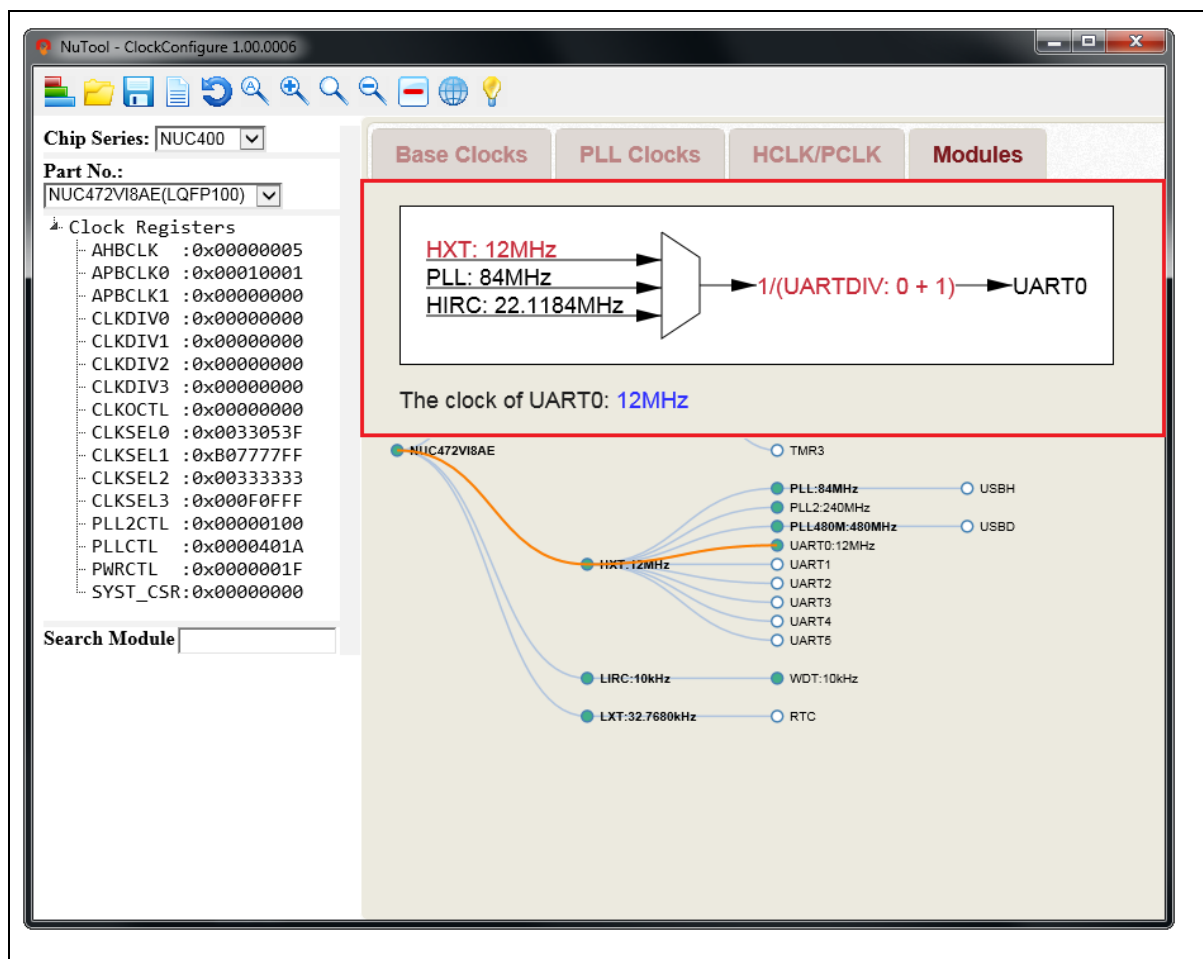 NuTool - ClockConfigure 1.00.0006
Chip Series: NUC400
Part No.:
NUC472VI8AE(LQFP100)
Clock Registers
AHBCLK :0x00000005
APBCLK0 :0x00010001
APBCLK1 :0x00000000
CLKDIV0 :0x00000000
CLKDIV1 :0x00000000
CLKDIV2 :0x00000000
CLKDIV3 :0x00000000
CLKOCTL :0x00000000
CLKSEL0 :0x0033053F
CLKSEL1 :0xB07777FF
CLKSEL2 :0x00333333
CLKSEL3 :0x000F0FFF
PLL2CTL :0x00000100
PLLCTL :0x0000401A
PWRCTL :0x0000001F
SYST_CSR:0x00000000
Search Module
Base Clocks PLL Clocks HCLK/PCLK Modules
HXT: 12MHz
PLL: 84MHz
HIRC: 22.1184MHz
1/(UARTDIV: 0 + 1) UART0
The clock of UART0: 12MHz
NUC472VI8AE TMR3
PLL:84MHz USBH
PLL2:240MHz
PLL480M:480MHz USBD
UART0:12MHz
HXT:12MHz UART1
UART2
UART3
UART4
UART5
LIRC:10kHz WDT:10kHz
LXT:32.7680kHz RTC